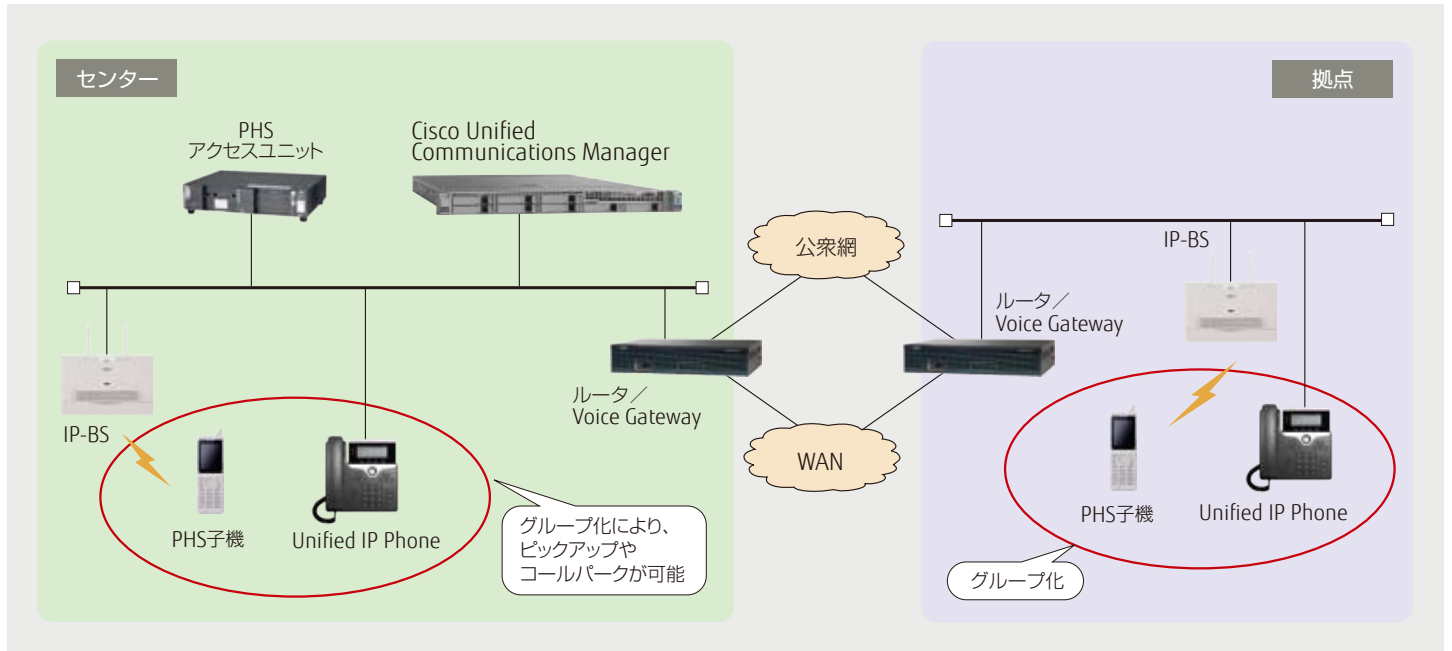 センター
拠点
PHS
アクセスユニット
Cisco Unified
Communications Manager
公衆網
IP-BS
ルータ／
Voice Gateway
ルータ／
Voice Gateway
IP-BS
WAN
PHS子機
Unified IP Phone
グループ化により、
ピックアップや
コールパークが可能
PHS子機
Unified IP Phone
グループ化